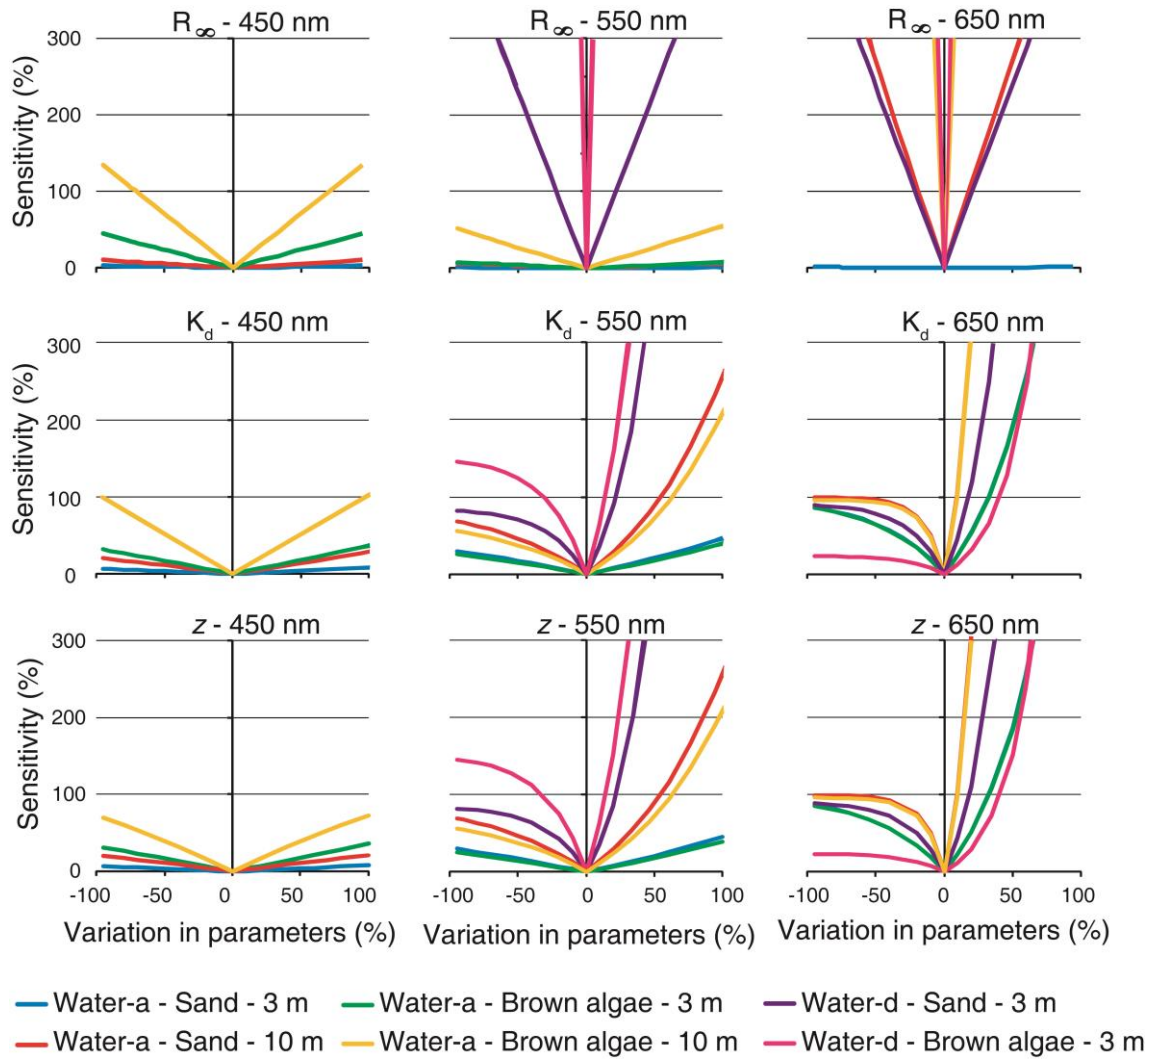 R∞ - 450 nm R∞ - 550 nm R∞ - 650 nm
Sensitivity (%)
300
200
100
0
Kd - 450 nm Kd - 550 nm Kd - 650 nm
Sensitivity (%)
300
200
100
0
z - 450 nm z - 550 nm z - 650 nm
Sensitivity (%)
300
200
100
0
-100 -50 0 50 100 -100 -50 0 50 100 -100 -50 0 50 100
Variation in parameters (%) Variation in parameters (%) Variation in parameters (%)
Water-a - Sand - 3 m Water-a - Brown algae - 3 m Water-d - Sand - 3 m
Water-a - Sand - 10 m Water-a - Brown algae - 10 m Water-d - Brown algae - 3 m